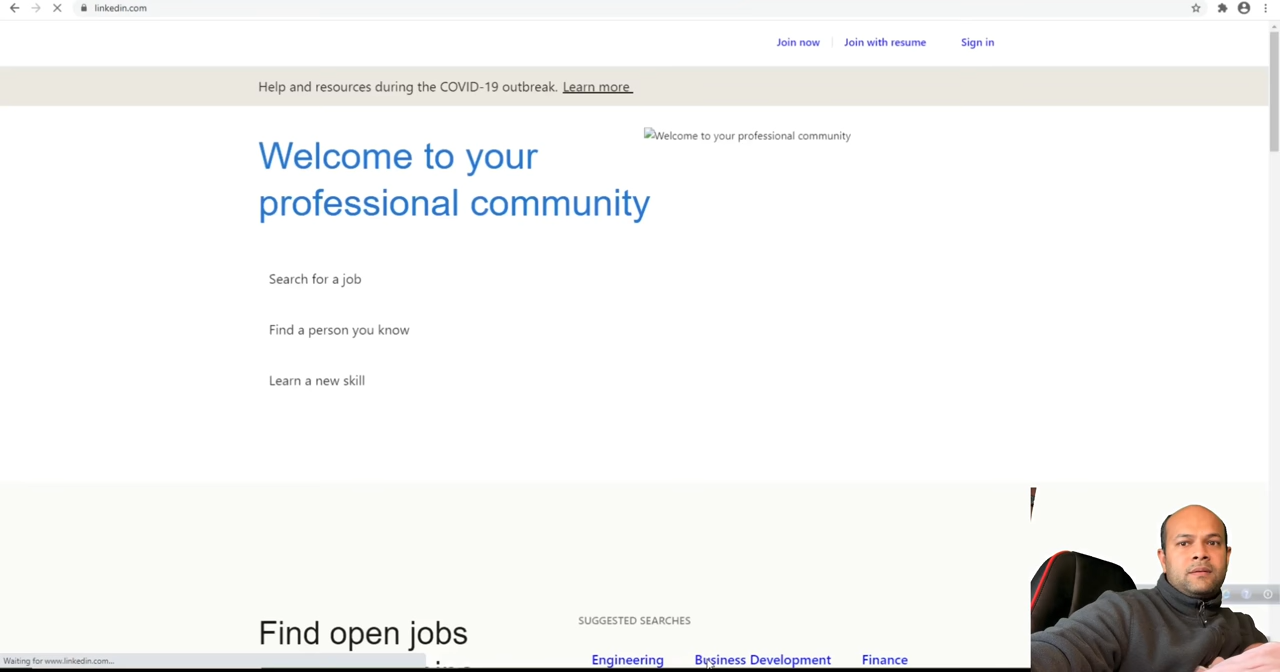 linkedin.com
Join now
Join with resume
Sign in
Help and resources during the COVID-19 outbreak. Learn more
Welcome to your professional community
Welcome to your
professional community
Search for a job
Find a person you know
Learn a new skill
Find open jobs
SUGGESTED SEARCHES
Engineering
Business Development
Finance
Waiting for www.linkedin.com...